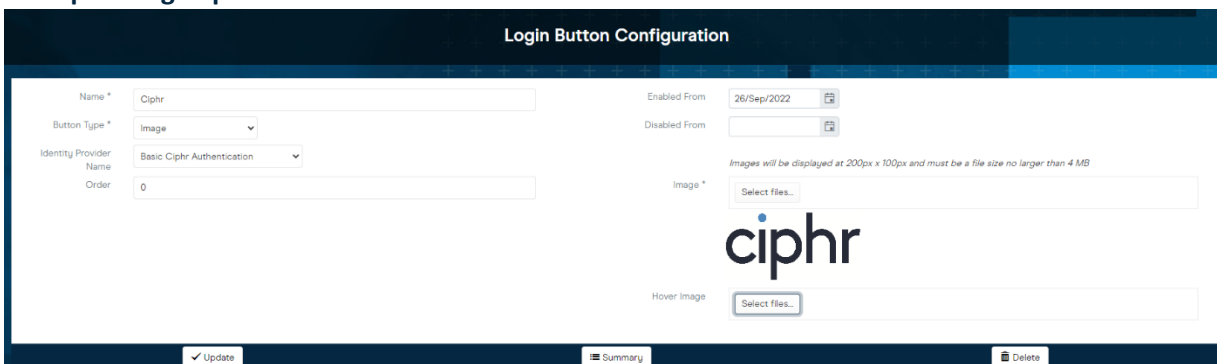 Login Button Configuration
Name *
Ciphr
Button Type *
Image
Identity Provider
Name
Basic Ciphr Authentication
Order
0
Enabled From
26/Sep/2022
Disabled From
Images will be displayed at 200px x 100px and must be a file size no larger than 4 MB
Image *
Select files...
ciphr
Hover Image
Select files...
Update
Summary
Delete